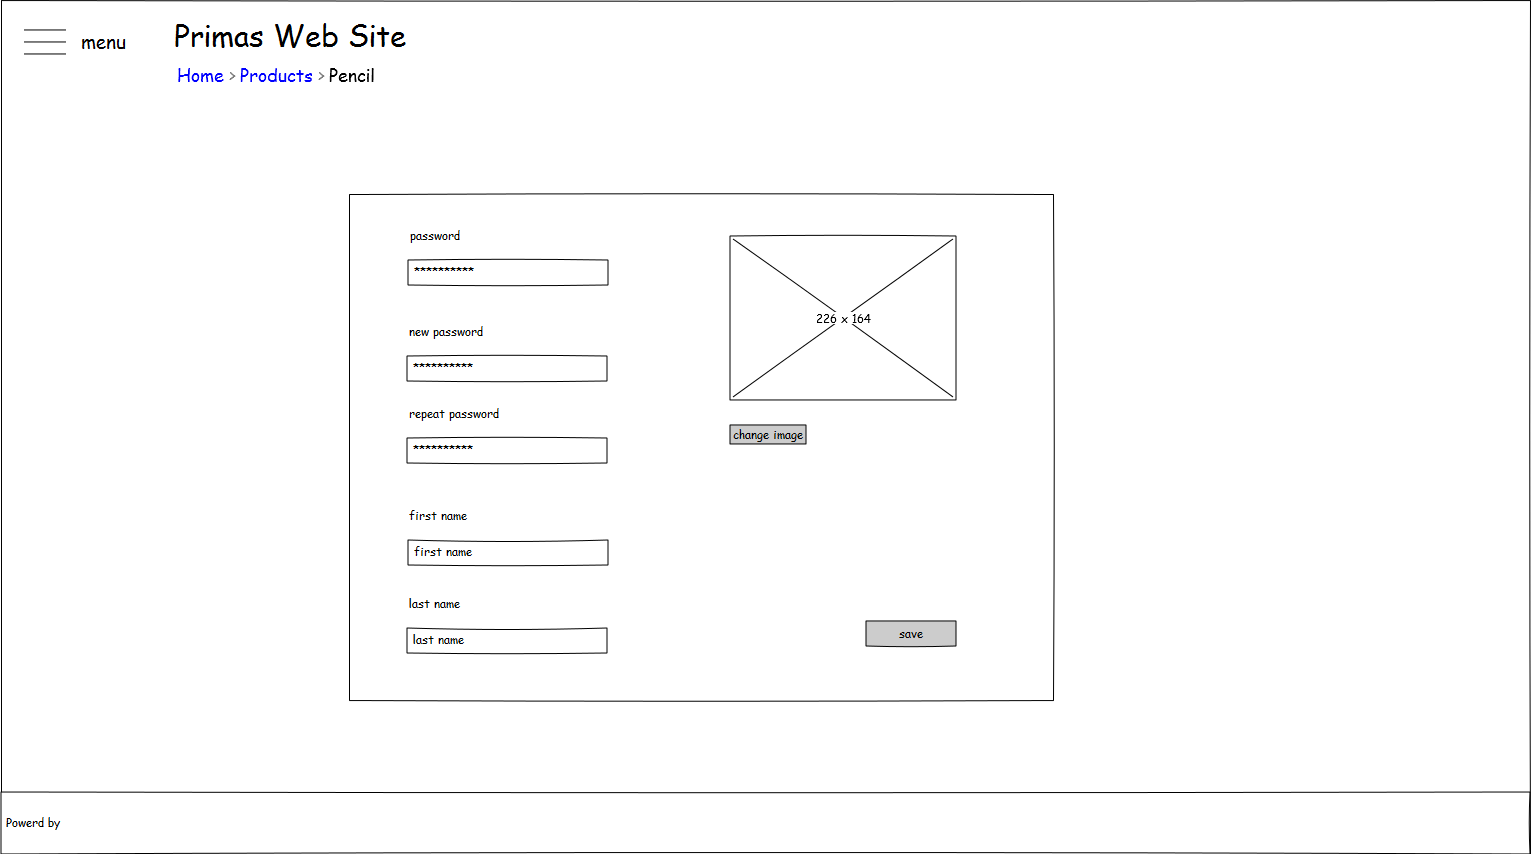 menu
Primas Web Site
Home > Products > Pencil
password
**********
new password
**********
repeat password
**********
first name
first name
last name
last name
226 x 164
change image
save
Powerd by